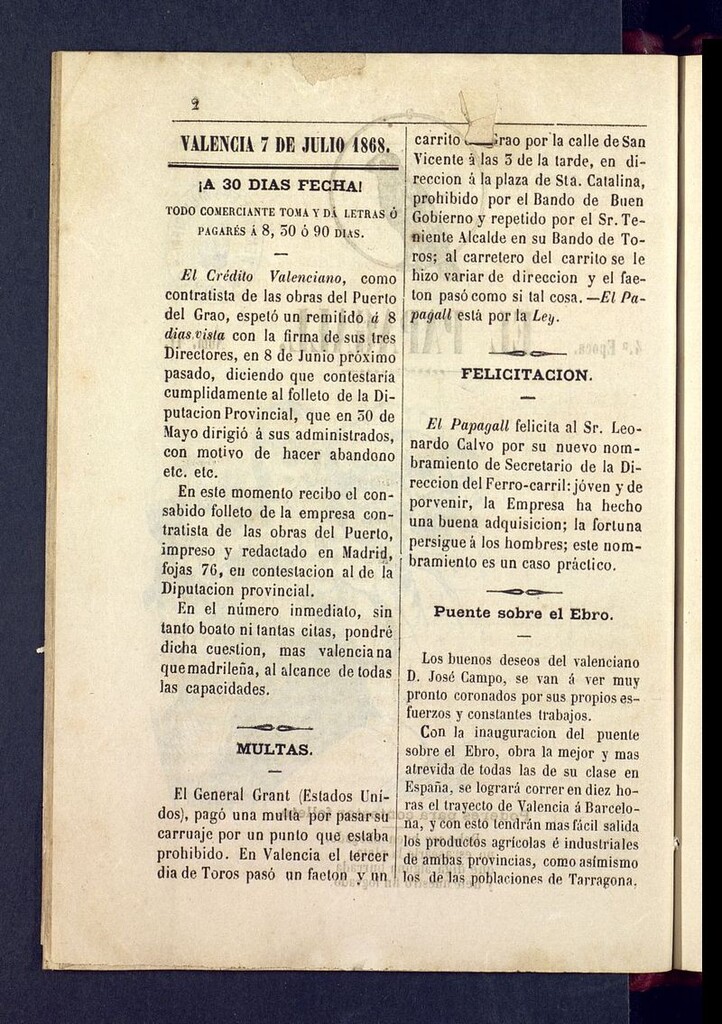 2
VALENCIA 7 DE JULIO 1868.
¡A 30 DIAS FECHA!
TODO COMERCIANTE TOMA Y DÁ LETRAS Ó
PAGARÉS Á 8, 30 Ó 90 DIAS.
El Crédito Valenciano, como
contratista de las obras del Puerto
del Grao, espetó un remitido á 8
dias vista con la firma de sus tres
Directores, en 8 de Junio próximo
pasado, diciendo que contestaria
cumplidamente al folleto de la Di-
putacion Provincial, que en 30 de
Mayo dirigió á sus administrados,
con motivo de hacer abandono
etc. etc.
En este momento recibo el con-
sabido folleto de la empresa con-
tratista de las obras del Puerto,
impreso y redactado en Madrid,
fojas 76, en contestacion al de la
Diputacion provincial.
En el número inmediato, sin
tanto boato ni tantas citas, pondré
dicha cuestion, mas valenciana
que madrileña, al alcance de todas
las capacidades.
MULTAS.
El General Grant (Estados Uni-
dos), pagó una multa por pasar su
carruaje por un punto que estaba
prohibido. En Valencia el tercer
dia de Toros pasó un faeton y un
carrito Grao por la calle de San
Vicente á las 3 de la tarde, en di-
reccion á la plaza de Sta. Catalina,
prohibido por el Bando de Buen
Gobierno y repetido por el Sr. Te-
niente Alcalde en su Bando de To-
ros; al carretero del carrito se le
hizo variar de direccion y el fae-
ton pasó como si tal cosa.—El Pa-
pagall está por la Ley.
FELICITACION.
El Papagall felicita al Sr. Leo-
nardo Calvo por su nuevo nom-
bramiento de Secretario de la Di-
reccion del Ferro-carril: jóven y de
porvenir, la Empresa ha hecho
una buena adquisicion; la fortuna
persigue á los hombres; este nom-
bramiento es un caso práctico.
Puente sobre el Ebro.
Los buenos deseos del valenciano
D. José Campo, se van á ver muy
pronto coronados por sus propios es-
fuerzos y constantes trabajos.
Con la inauguracion del puente
sobre el Ebro, obra la mejor y mas
atrevida de todas las de su clase en
España, se logrará correr en diez ho-
ras el trayecto de Valencia á Barcelo-
na, y con esto tendrán mas fácil salida
los productos agrícolas é industriales
de ambas provincias, como asimismo
los de las poblaciones de Tarragona,